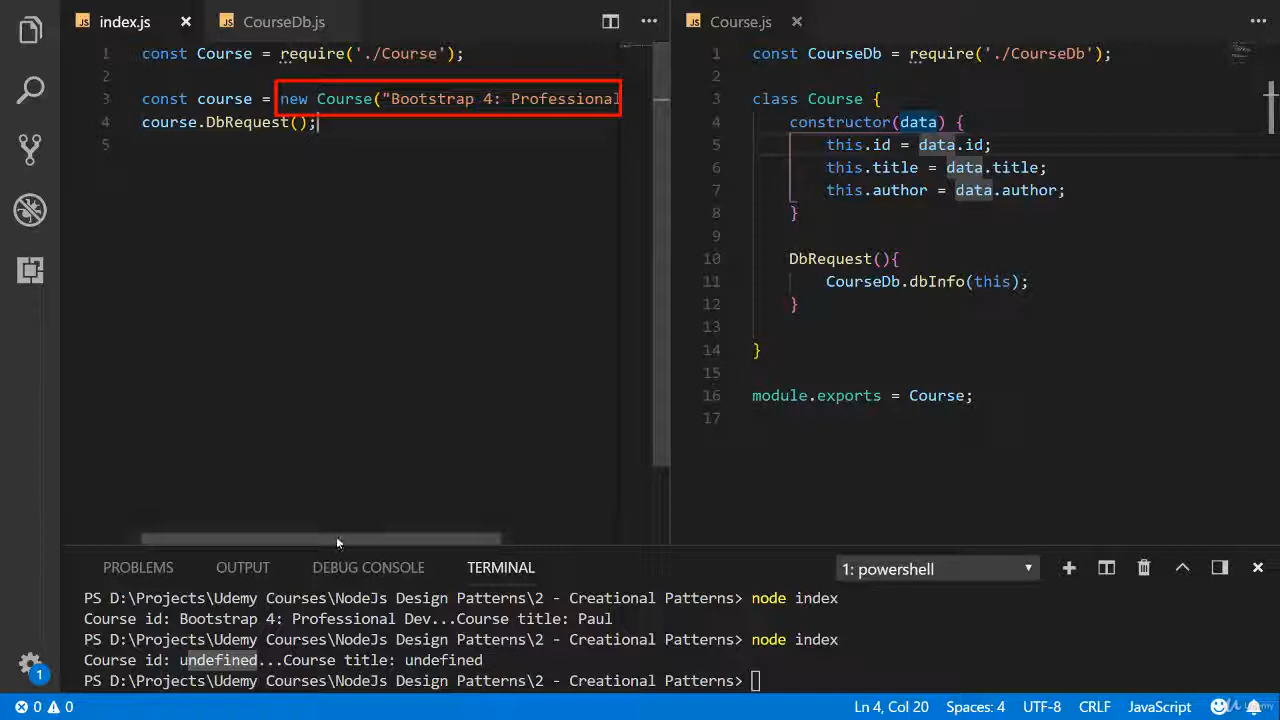 index.js
CourseDb.js
Course.js
1 const Course = require('./Course');
2
3 const course = new Course("Bootstrap 4: Professional
4 course.DbRequest();
5
1 const CourseDb = require('./CourseDb');
2
3 class Course {
4 constructor(data) {
5 this.id = data.id;
6 this.title = data.title;
7 this.author = data.author;
8 }
9
10 DbRequest(){
11 CourseDb.dbInfo(this);
12 }
13
14 }
15
16 module.exports = Course;
17
PROBLEMS OUTPUT DEBUG CONSOLE TERMINAL 1: powershell
PS D:\Projects\Udemy Courses\NodeJs Design Patterns\2 - Creational Patterns> node index
Course id: Bootstrap 4: Professional Dev...Course title: Paul
PS D:\Projects\Udemy Courses\NodeJs Design Patterns\2 - Creational Patterns> node index
Course id: undefined...Course title: undefined
PS D:\Projects\Udemy Courses\NodeJs Design Patterns\2 - Creational Patterns>
1
0 0 Ln 4, Col 20 Spaces: 4 UTF-8 CRLF JavaScript
Udemy